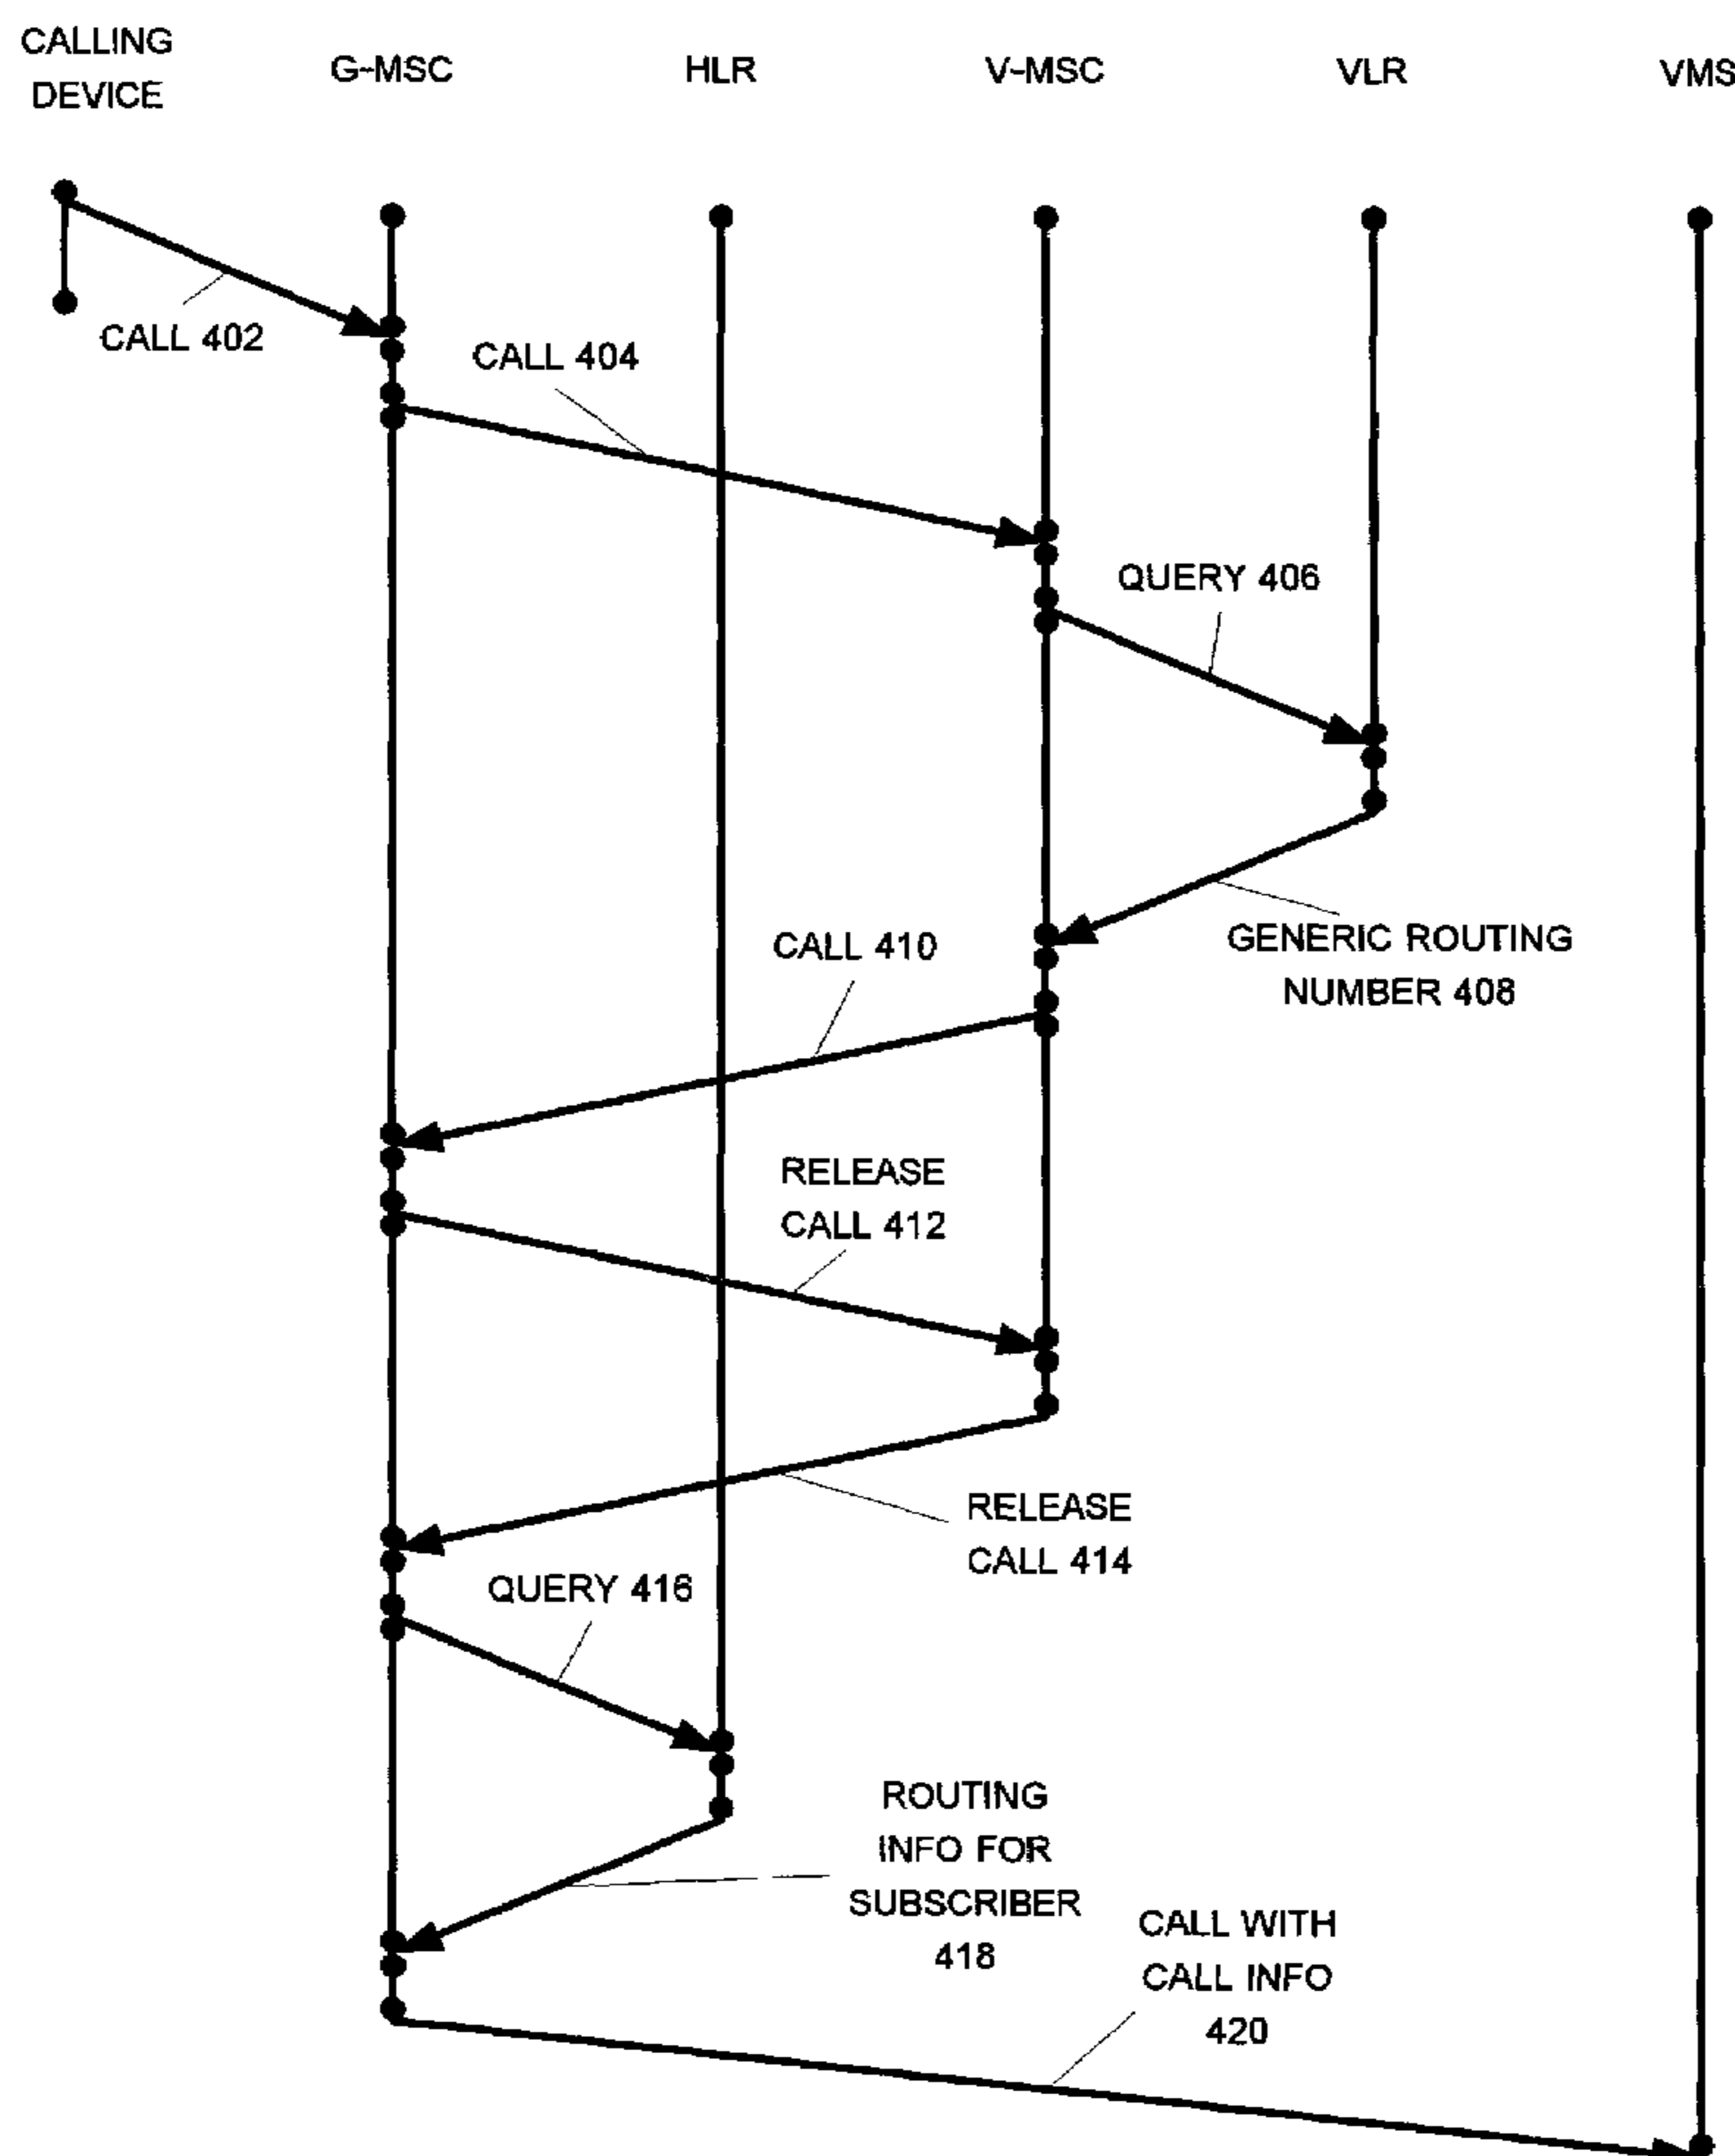 CALLING
DEVICE
G-MSC
HLR
V-MSC
VLR
VMS
CALL 402
CALL 404
QUERY 406
GENERIC ROUTING
NUMBER 408
CALL 410
RELEASE
CALL 412
RELEASE
CALL 414
QUERY 416
ROUTING
INFO FOR
SUBSCRIBER
418
CALL WITH
CALL INFO
420